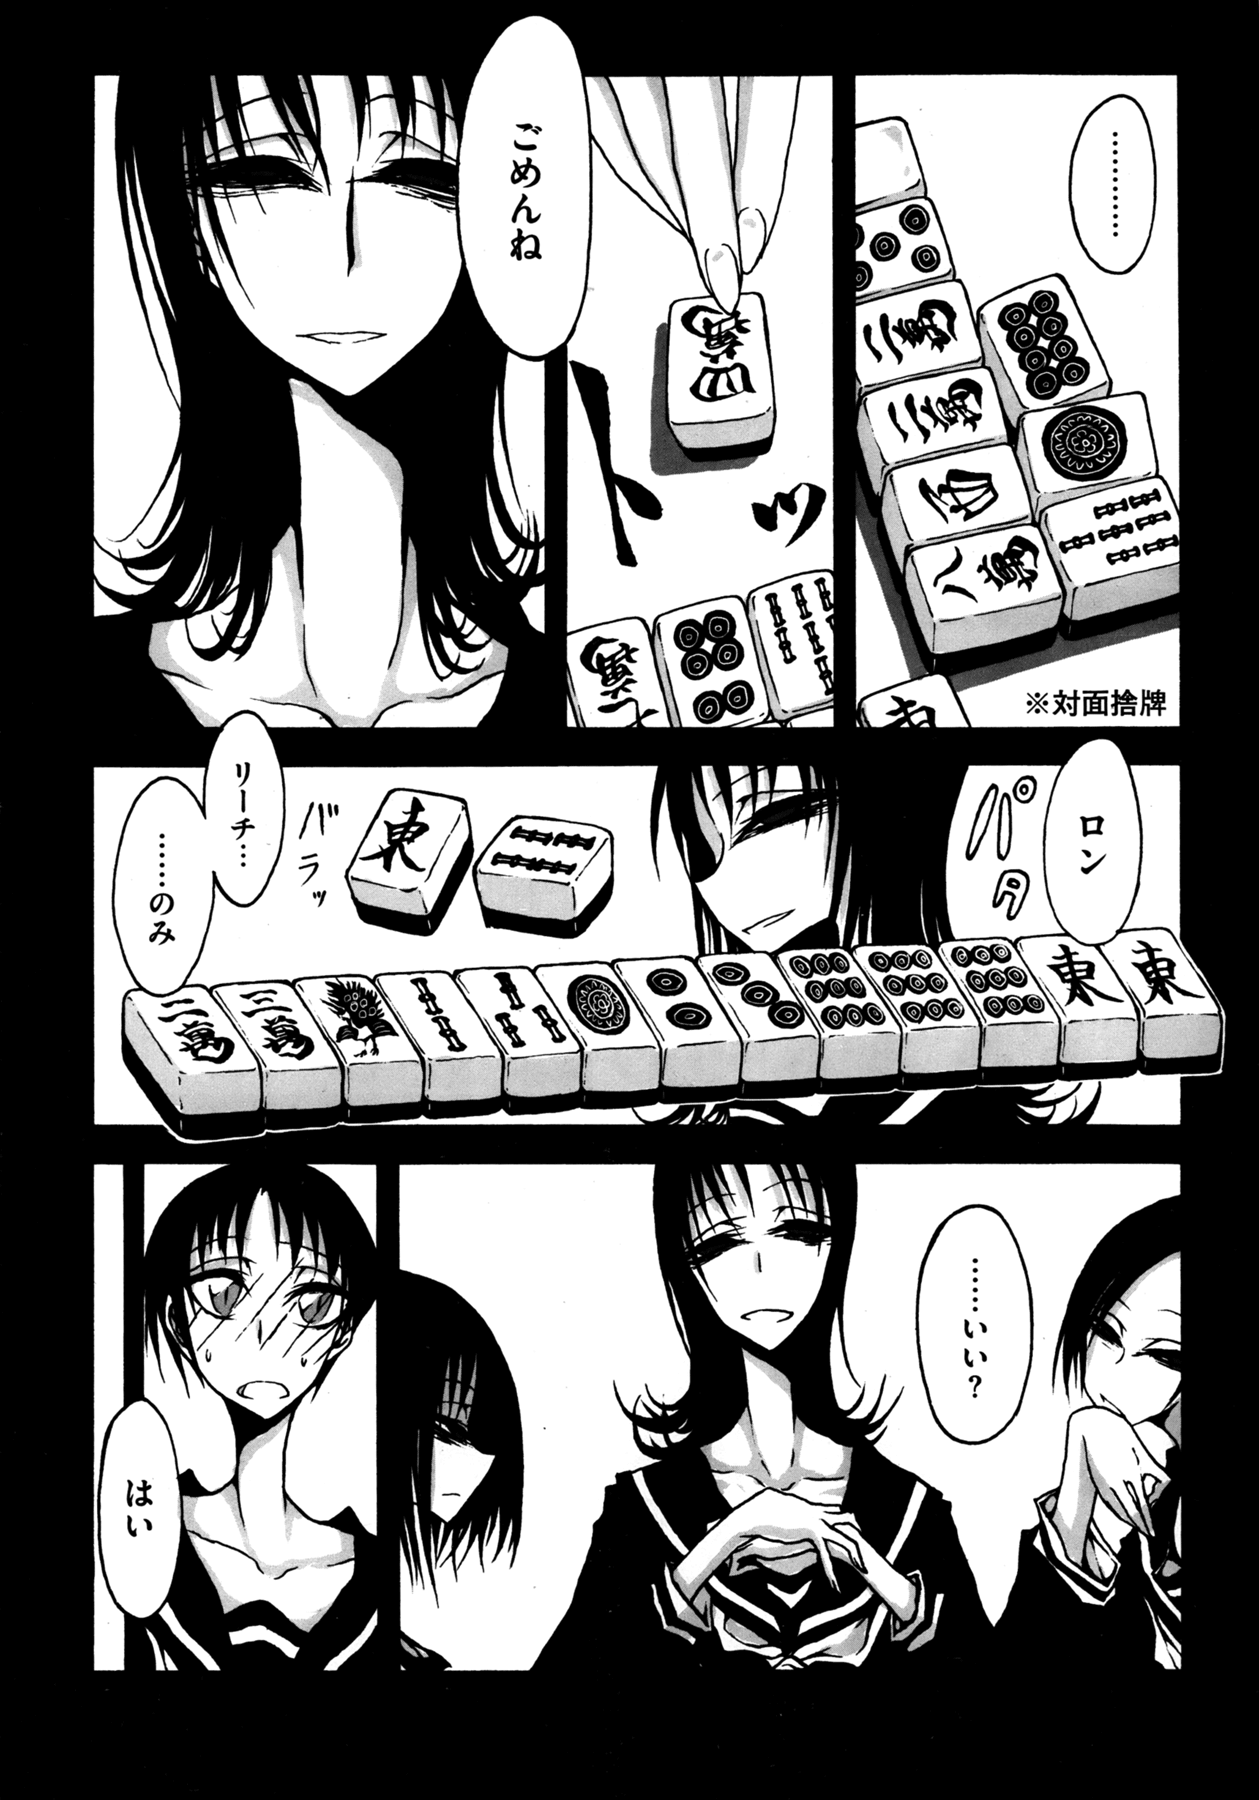 …………
※対面捨牌
トッ
ごめんね
ロン
パタ
バラッ
リーチ…
………のみ
………いい？
はい